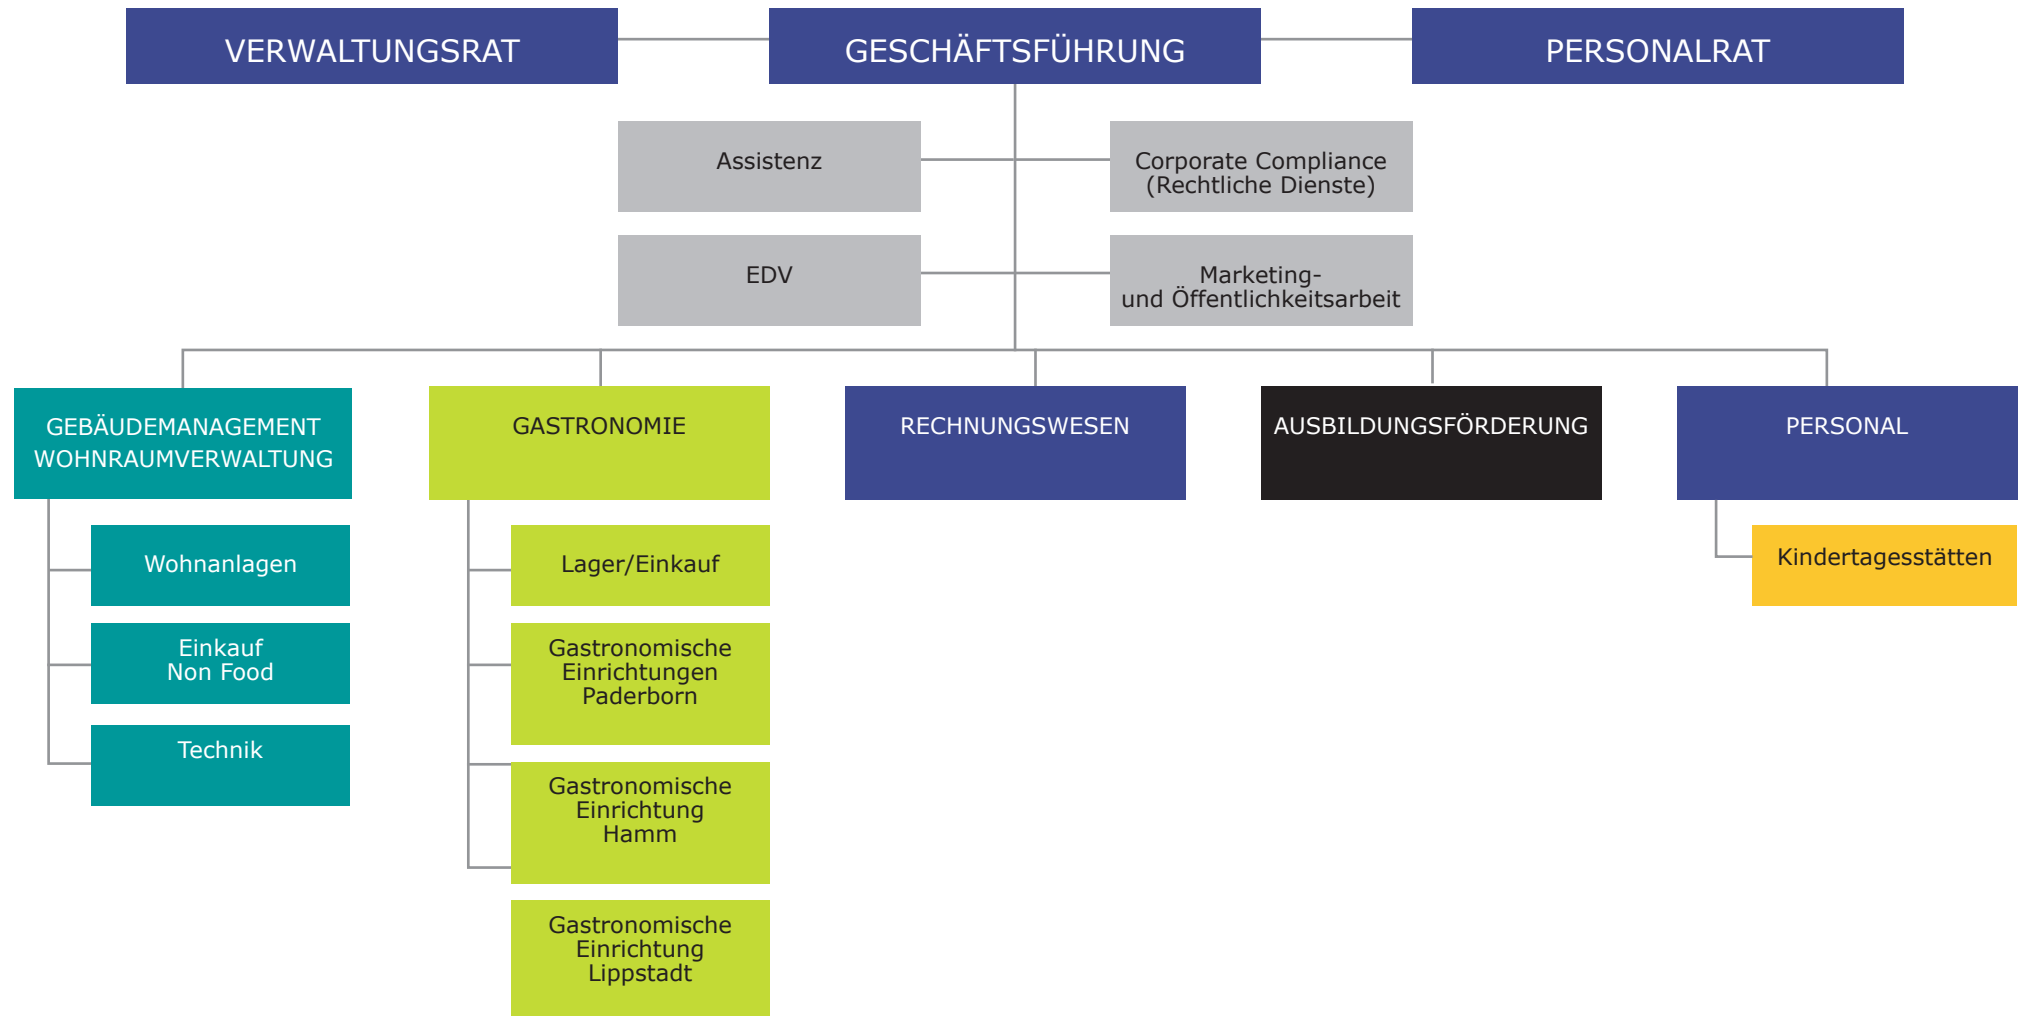 VERWALTUNGSRAT
GESCHÄFTSFÜHRUNG
PERSONALRAT
Assistenz
Corporate Compliance
(Rechtliche Dienste)
EDV
Marketing-
und Öffentlichkeitsarbeit
GEBÄUDEMANAGEMENT
WOHNRAUMVERWALTUNG
GASTRONOMIE
RECHNUNGSWESEN
AUSBILDUNGSFÖRDERUNG
PERSONAL
Wohnanlagen
Einkauf
Non Food
Technik
Lager/Einkauf
Gastronomische
Einrichtungen
Paderborn
Gastronomische
Einrichtung
Hamm
Gastronomische
Einrichtung
Lippstadt
Kindertagesstätten